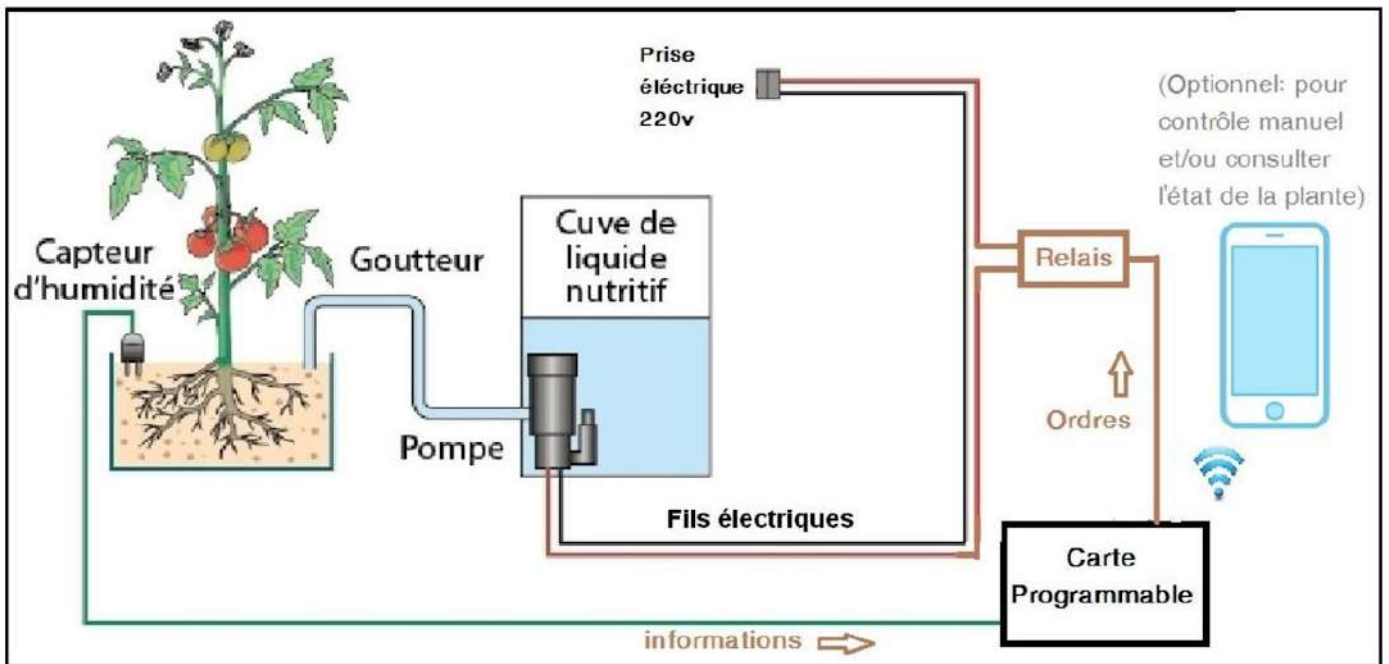 Prise
éléctrique
220v
(Optionnel: pour
contrôle manuel
et/ou consulter
l'état de la plante)
Capteur
d'humidité
Goutteur
Cuve de
liquide
nutritif
Relais
Ordres
Pompe
Fils électriques
Carte
Programmable
informations